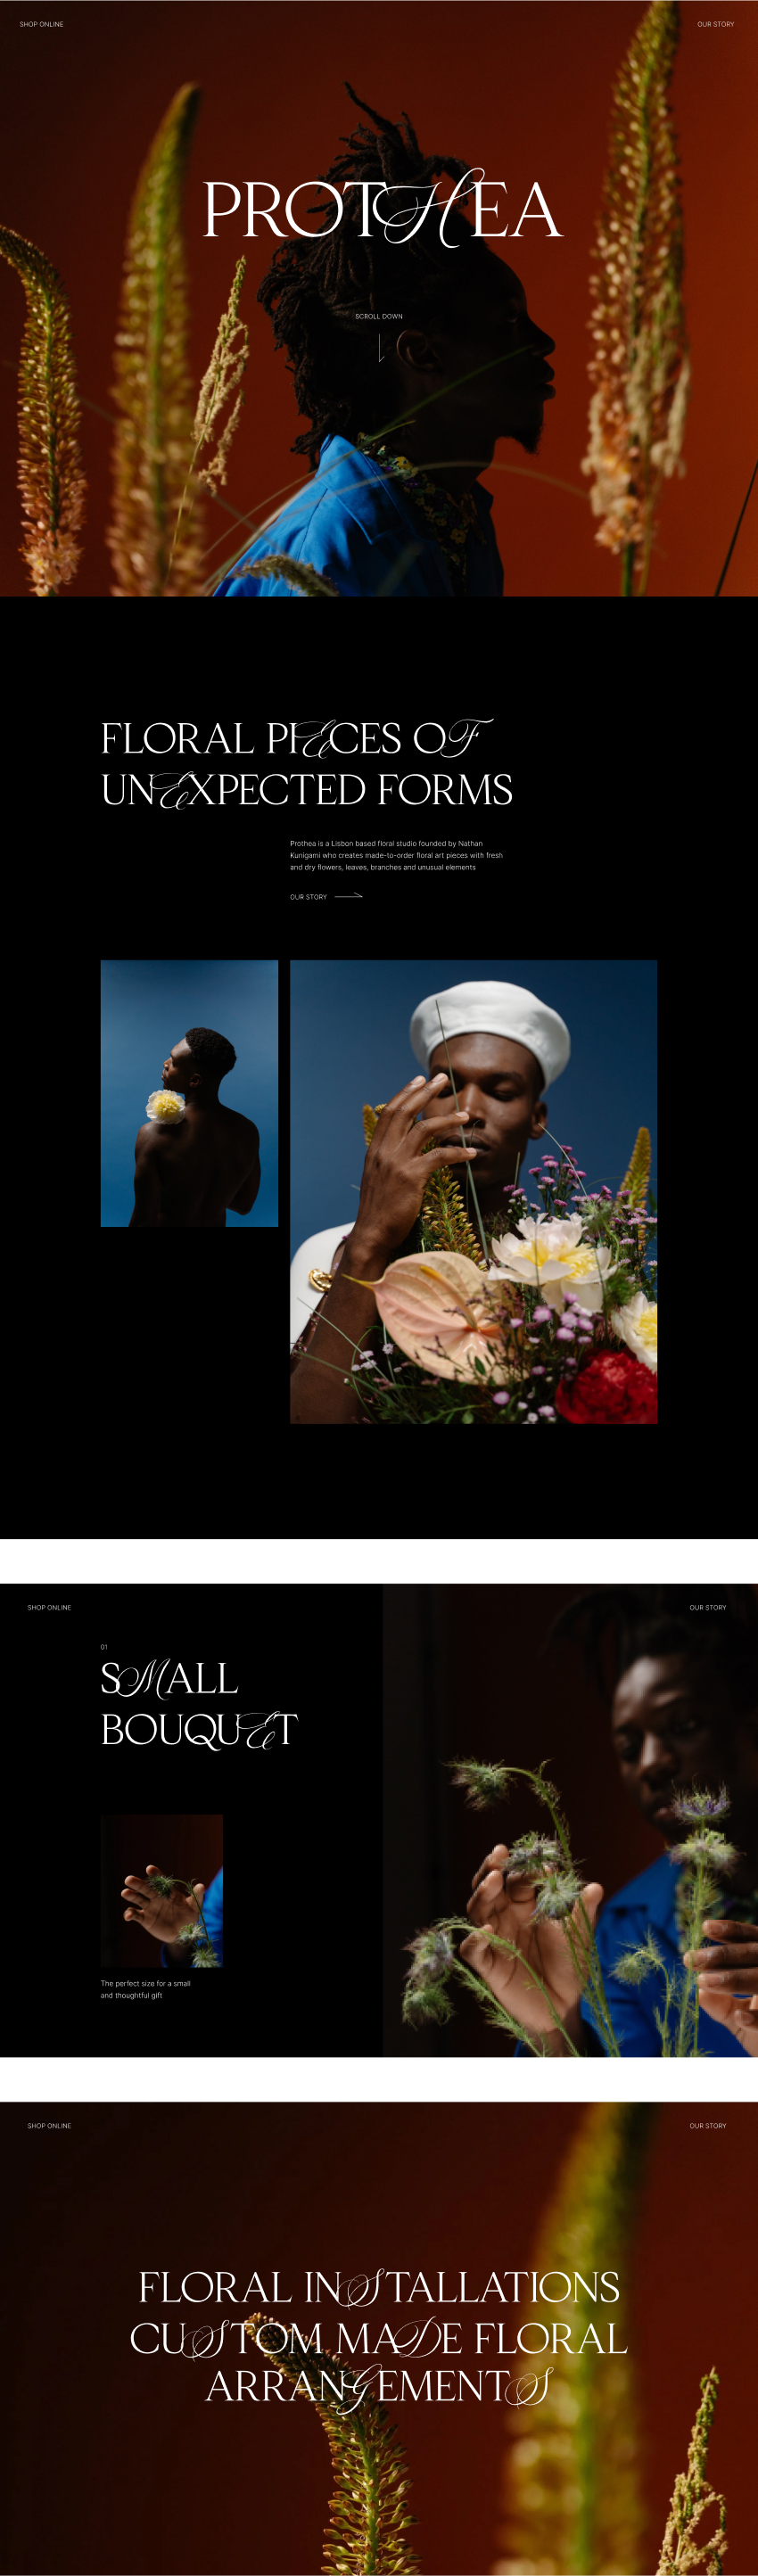 SHOP ONLINE
OUR STORY
PROTHEA
SCROLL DOWN
FLORAL PIECES OF
UNEXPECTED FORMS
Prothea is a Lisbon based floral studio founded by Nathan
Kunigami who creates made-to-order floral art pieces with fresh
and dry flowers, leaves, branches and unusual elements
OUR STORY
SHOP ONLINE
OUR STORY
01
SMALL
BOUQUET
The perfect size for a small
and thoughtful gift
SHOP ONLINE
OUR STORY
FLORAL INSTALLATIONS
CUSTOM MADE FLORAL
ARRANGEMENTS